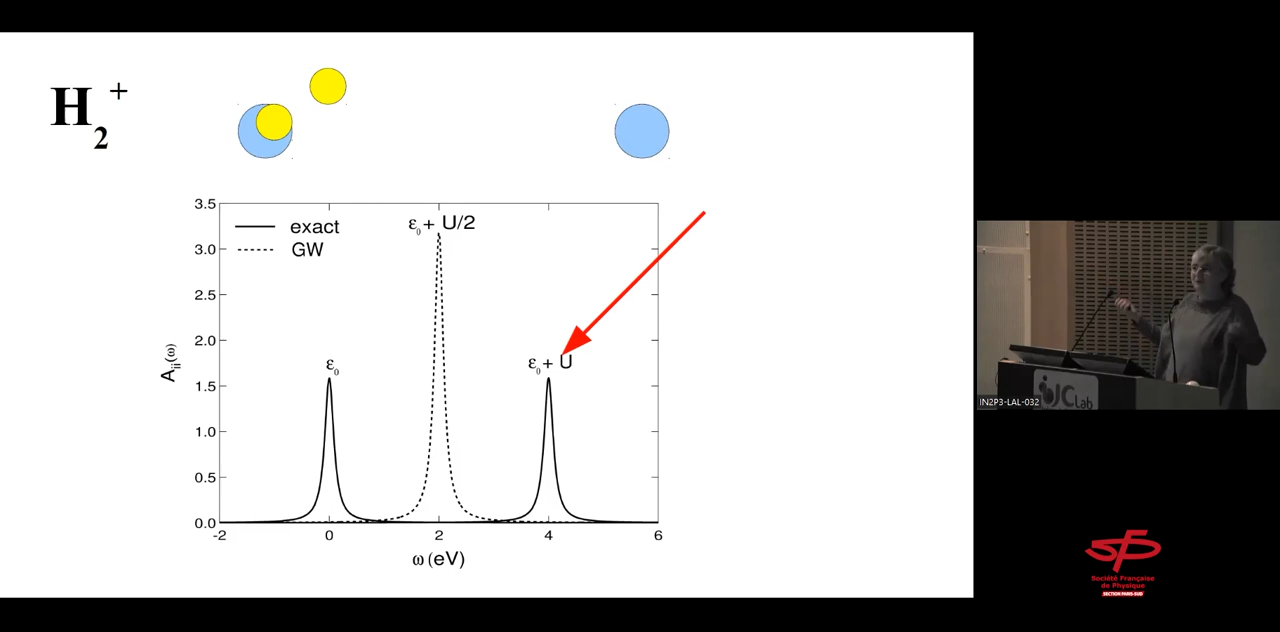 H₂⁺
exact
GW
ε₀ + U/2
ε₀
ε₀ + U
3.5
3.0
2.5
2.0
1.5
1.0
0.5
0.0
A_ii(ω)
-2 0 2 4 6
ω (eV)
IN2P3-LAL-032
IJCLab
Société Française
de Physique
SECTION PARIS-SUD